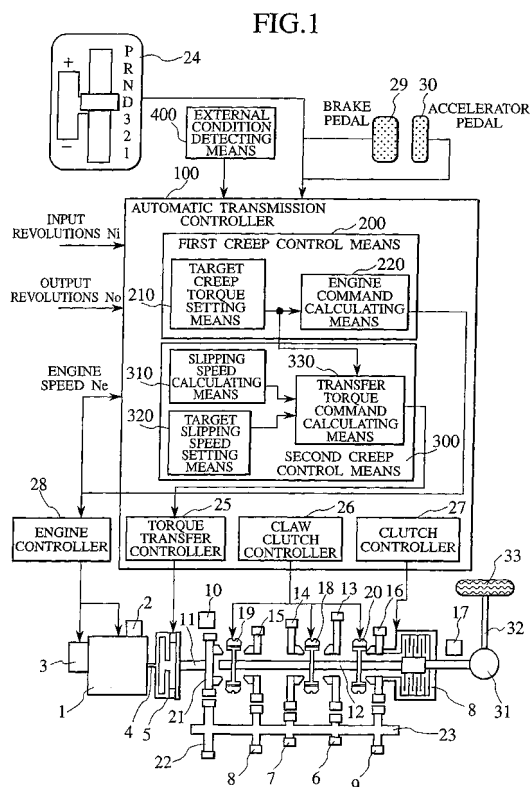 FIG.1
24
P
R
N
D
3
2
1
+
−
29
30
BRAKE
PEDAL
ACCELERATOR
PEDAL
400
EXTERNAL
CONDITION
DETECTING
MEANS
100
AUTOMATIC TRANSMISSION
CONTROLLER
200
INPUT
REVOLUTIONS Ni
FIRST CREEP CONTROL MEANS
220
210
TARGET
CREEP
TORQUE
SETTING
MEANS
ENGINE
COMMAND
CALCULATING
MEANS
OUTPUT
REVOLUTIONS No
330
310
SLIPPING
SPEED
CALCULATING
MEANS
TRANSFER
TORQUE
COMMAND
CALCULATING
MEANS
ENGINE
SPEED Ne
320
TARGET
SLIPPING
SPEED
SETTING
MEANS
300
SECOND CREEP
CONTROL MEANS
28
25
26
27
ENGINE
CONTROLLER
TORQUE
TRANSFER
CONTROLLER
CLAW
CLUTCH
CONTROLLER
CLUTCH
CONTROLLER
33
10
19
15
14
18
13
20
16
17
32
2
11
3
12
1
4
5
21
8
31
23
22
8
7
6
9